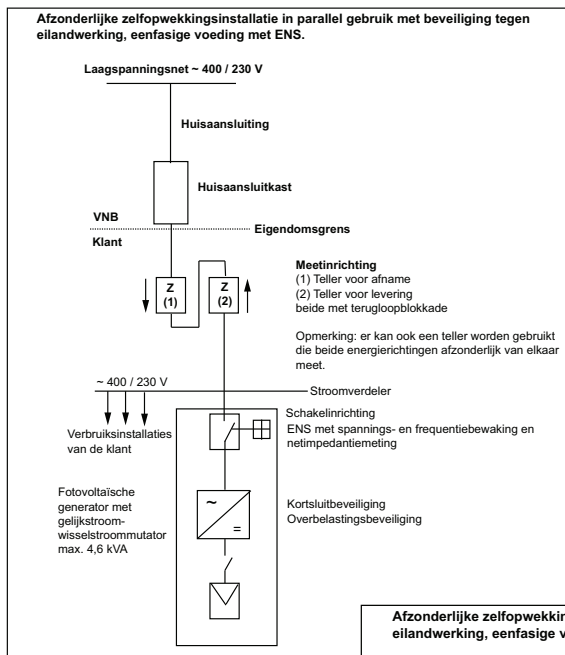 Afzonderlijke zelfopwekkingsinstallatie in parallel gebruik met beveiliging tegen
eilandwerking, eenfasige voeding met ENS.
Laagspanningsnet ~ 400 / 230 V
Huisaansluiting
Huisaansluitkast
VNB
Eigendomsgrens
Klant
Z
(1)
Z
(2)
Meetinrichting
(1) Teller voor afname
(2) Teller voor levering
beide met terugloopblokkade
Opmerking: er kan ook een teller worden gebruikt
die beide energierichtingen afzonderlijk van elkaar
meet.
~ 400 / 230 V
Stroomverdeler
Verbruiksinstallaties
van de klant
Schakelinrichting
ENS met spannings- en frequentiebewaking en
netimpedantiemeting
Fotovoltaïsche
generator met
gelijkstroom-
wisselstroommutator
max. 4,6 kVA
~
=
Kortsluitbeveiliging
Overbelastingsbeveiliging
Afzonderlijke
eilandwerking, eenfasige